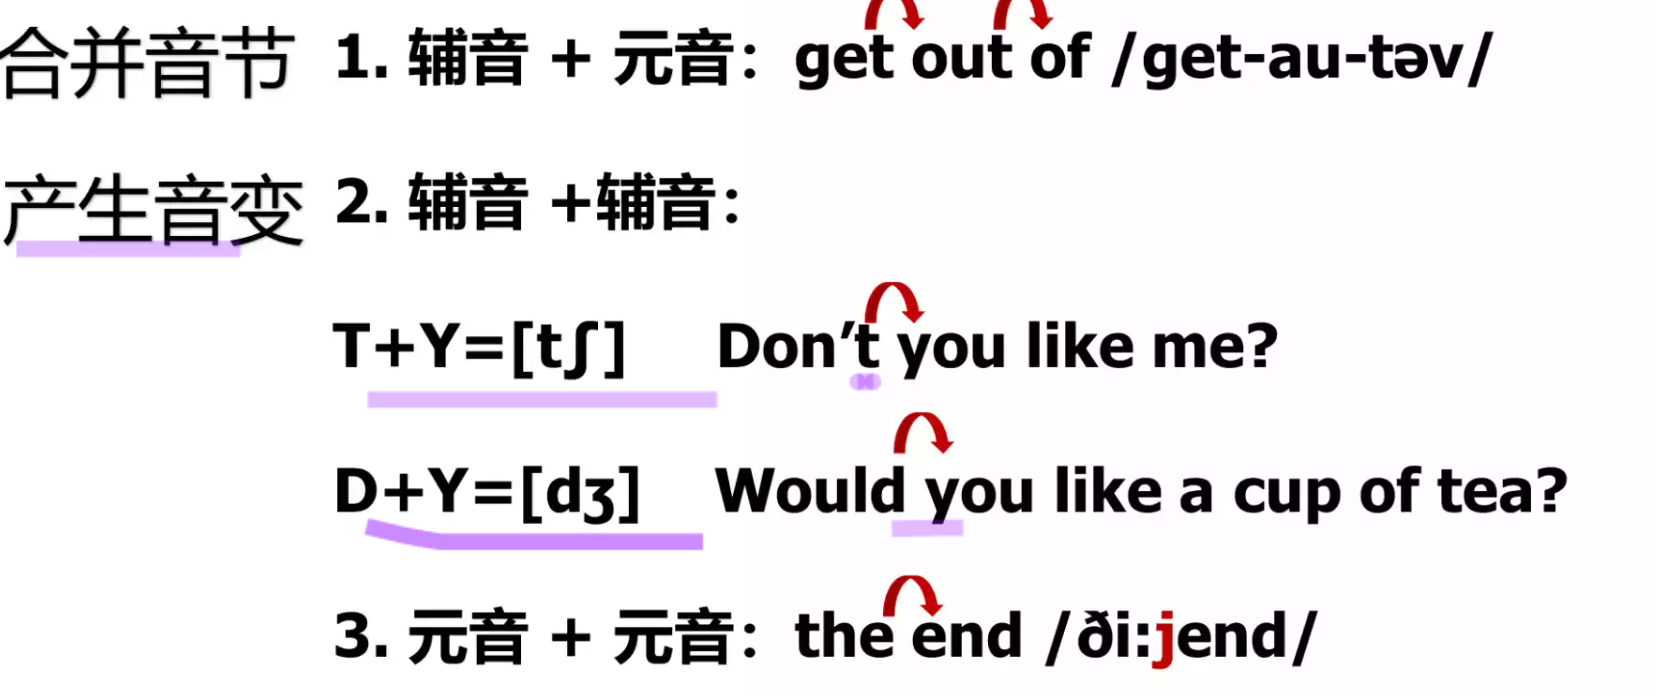 合并音节 1. 辅音 + 元音：get out of /get-au-təv/
产生音变 2. 辅音 +辅音：
T+Y=[tʃ] Don’t you like me?
D+Y=[dʒ] Would you like a cup of tea?
3. 元音 + 元音：the end /ði:jend/